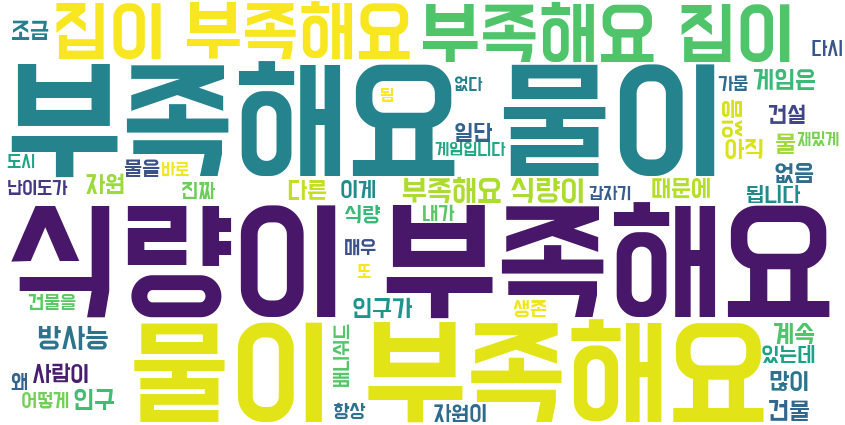 조금 집이 부족해요 부족해요 집이 다시
부족해요 물이
됨 없다 가뭄 게임은
일단 있음 건설
게임입니다 아직 물 재밌게
도시 물을 바로 없음
난이도가 자원 진짜 다른 이게 부족해요 식량이 갑자기 때문에 됩니다
식량 내가
식량이 부족해요
매우
또
건물을 인구가 생존
물이 부족해요
방사능 베니쉬드 계속
있는데
왜 사람이 많이
어떻게 인구 항상 자원이 건물